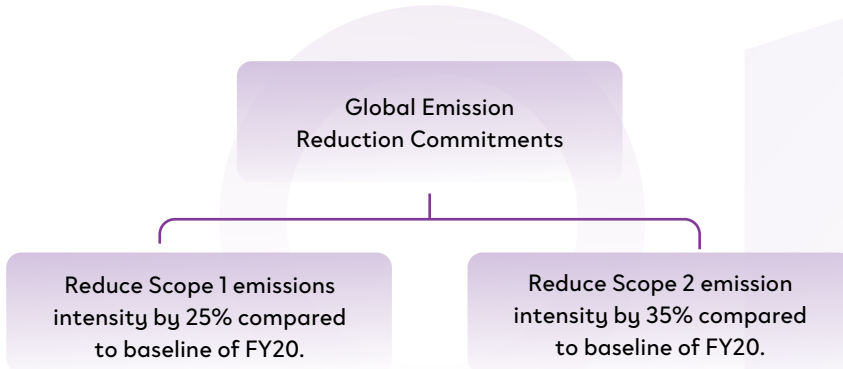 Global Emission
Reduction Commitments
Reduce Scope 1 emissions
intensity by 25% compared
to baseline of FY20.
Reduce Scope 2 emission
intensity by 35% compared
to baseline of FY20.